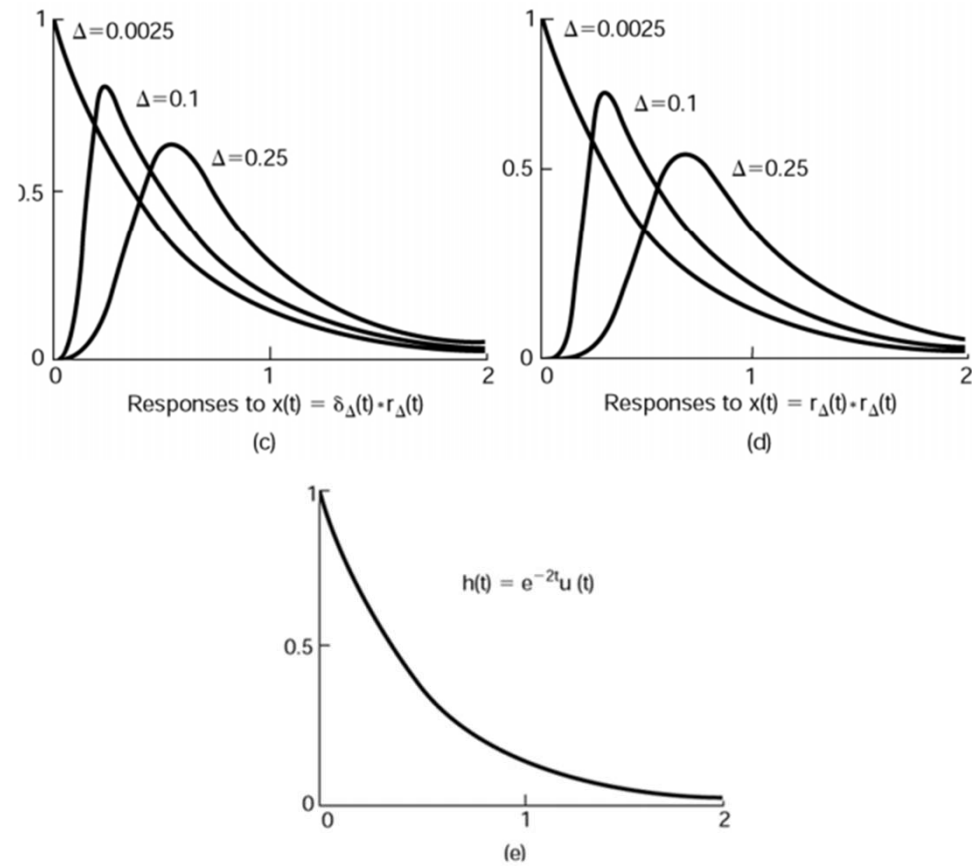 1
Δ=0.0025
Δ=0.1
Δ=0.25
0.5
0
0
1
2
Responses to x(t) = δΔ(t)*rΔ(t)
(c)
1
Δ=0.0025
Δ=0.1
0.5
Δ=0.25
0
0
1
2
Responses to x(t) = rΔ(t)*rΔ(t)
(d)
1
h(t) = e⁻²ᵗu (t)
0.5
0
0
1
2
(e)